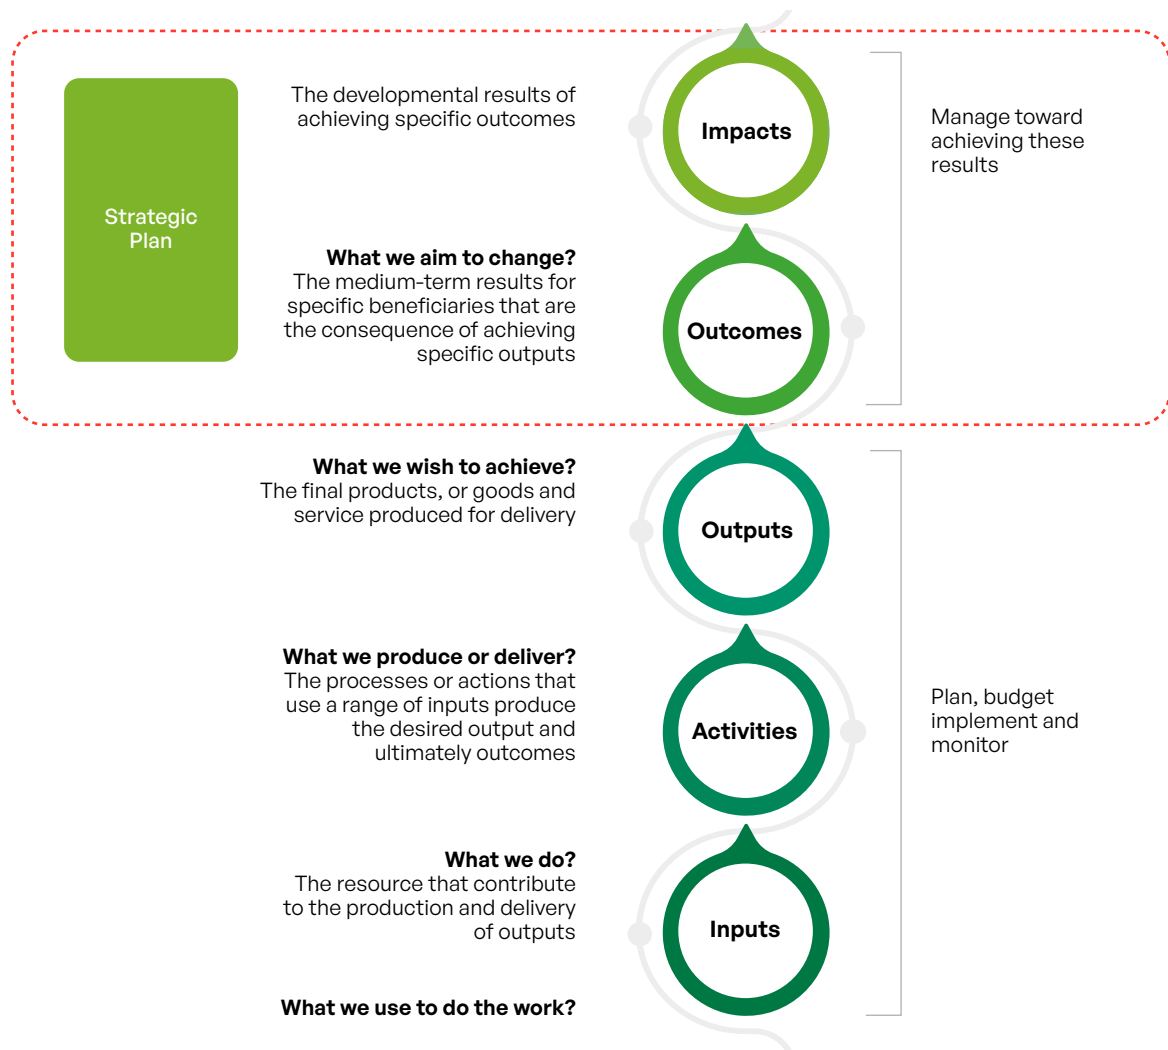 Strategic
Plan
The developmental results of
achieving specific outcomes
Impacts
Manage toward
achieving these
results
What we aim to change?
The medium-term results for
specific beneficiaries that are
the consequence of achieving
specific outputs
Outcomes
What we wish to achieve?
The final products, or goods and
service produced for delivery
Outputs
What we produce or deliver?
The processes or actions that
use a range of inputs produce
the desired output and
ultimately outcomes
Activities
Plan, budget
implement and
monitor
What we do?
The resource that contribute
to the production and delivery
of outputs
Inputs
What we use to do the work?